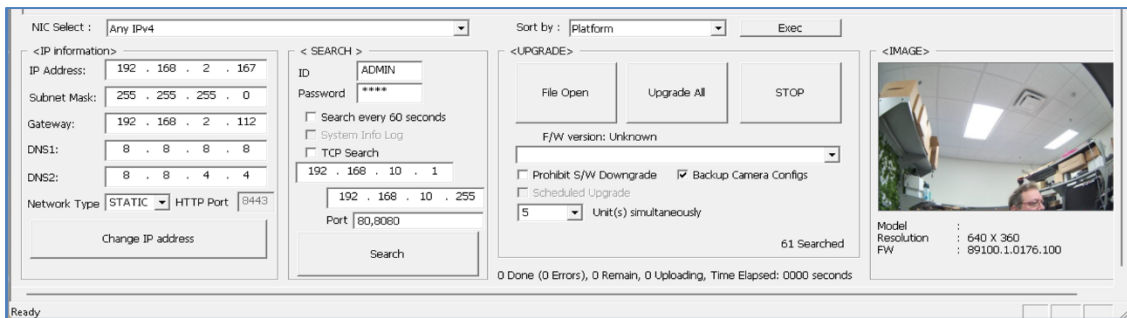 NIC Select : Any IPv4 Sort by : Platform Exec
<IP information>
IP Address: 192 . 168 . 2 . 167
Subnet Mask: 255 . 255 . 255 . 0
Gateway: 192 . 168 . 2 . 112
DNS1: 8 . 8 . 8 . 8
DNS2: 8 . 8 . 4 . 4
Network Type STATIC HTTP Port 8443
Change IP address
< SEARCH >
ID ADMIN
Password ****
Search every 60 seconds
System Info Log
TCP Search
192 . 168 . 10 . 1
192 . 168 . 10 . 255
Port 80,8080
Search
<UPGRADE>
File Open Upgrade All STOP
F/W version: Unknown
Prohibit S/W Downgrade Backup Camera Configs
Scheduled Upgrade
5 Unit(s) simultaneously
61 Searched
0 Done (0 Errors), 0 Remain, 0 Uploading, Time Elapsed: 0000 seconds
<IMAGE>
Model :
Resolution : 640 X 360
FW : 89100.1.0176.100
Ready